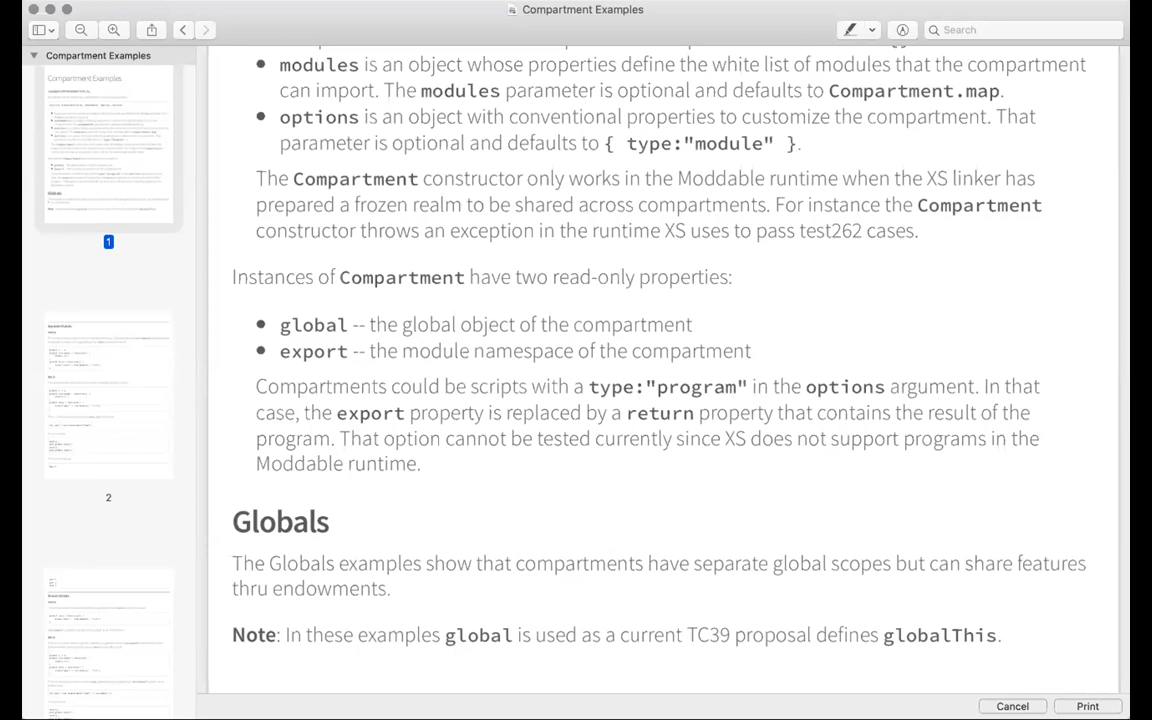 Compartment Examples
Search
Compartment Examples
Compartment Examples
1
2
modules is an object whose properties define the white list of modules that the compartment
can import. The modules parameter is optional and defaults to Compartment.map.
options is an object with conventional properties to customize the compartment. That
parameter is optional and defaults to { type:"module" }.
The Compartment constructor only works in the Moddable runtime when the XS linker has
prepared a frozen realm to be shared across compartments. For instance the Compartment
constructor throws an exception in the runtime XS uses to pass test262 cases.
Instances of Compartment have two read-only properties:
global -- the global object of the compartment
export -- the module namespace of the compartment
Compartments could be scripts with a type:"program" in the options argument. In that
case, the export property is replaced by a return property that contains the result of the
program. That option cannot be tested currently since XS does not support programs in the
Moddable runtime.
Globals
The Globals examples show that compartments have separate global scopes but can share features
thru endowments.
Note: In these examples global is used as a current TC39 proposal defines globalThis.
Cancel
Print